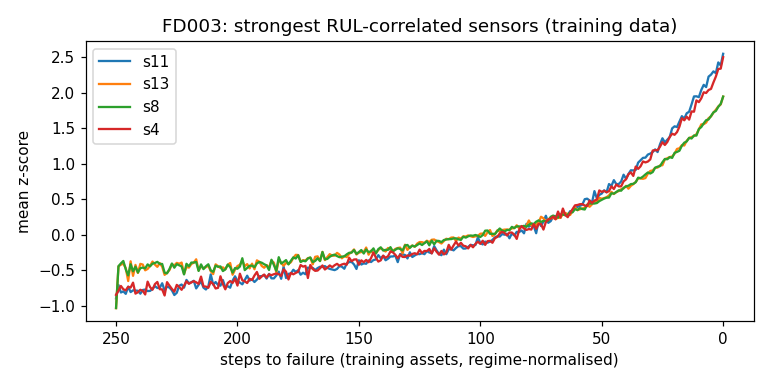 FD003: strongest RUL-correlated sensors (training data)
s11
s13
s8
s4
mean z-score
2.5
2.0
1.5
1.0
0.5
0.0
−0.5
−1.0
250
200
150
100
50
0
steps to failure (training assets, regime-normalised)